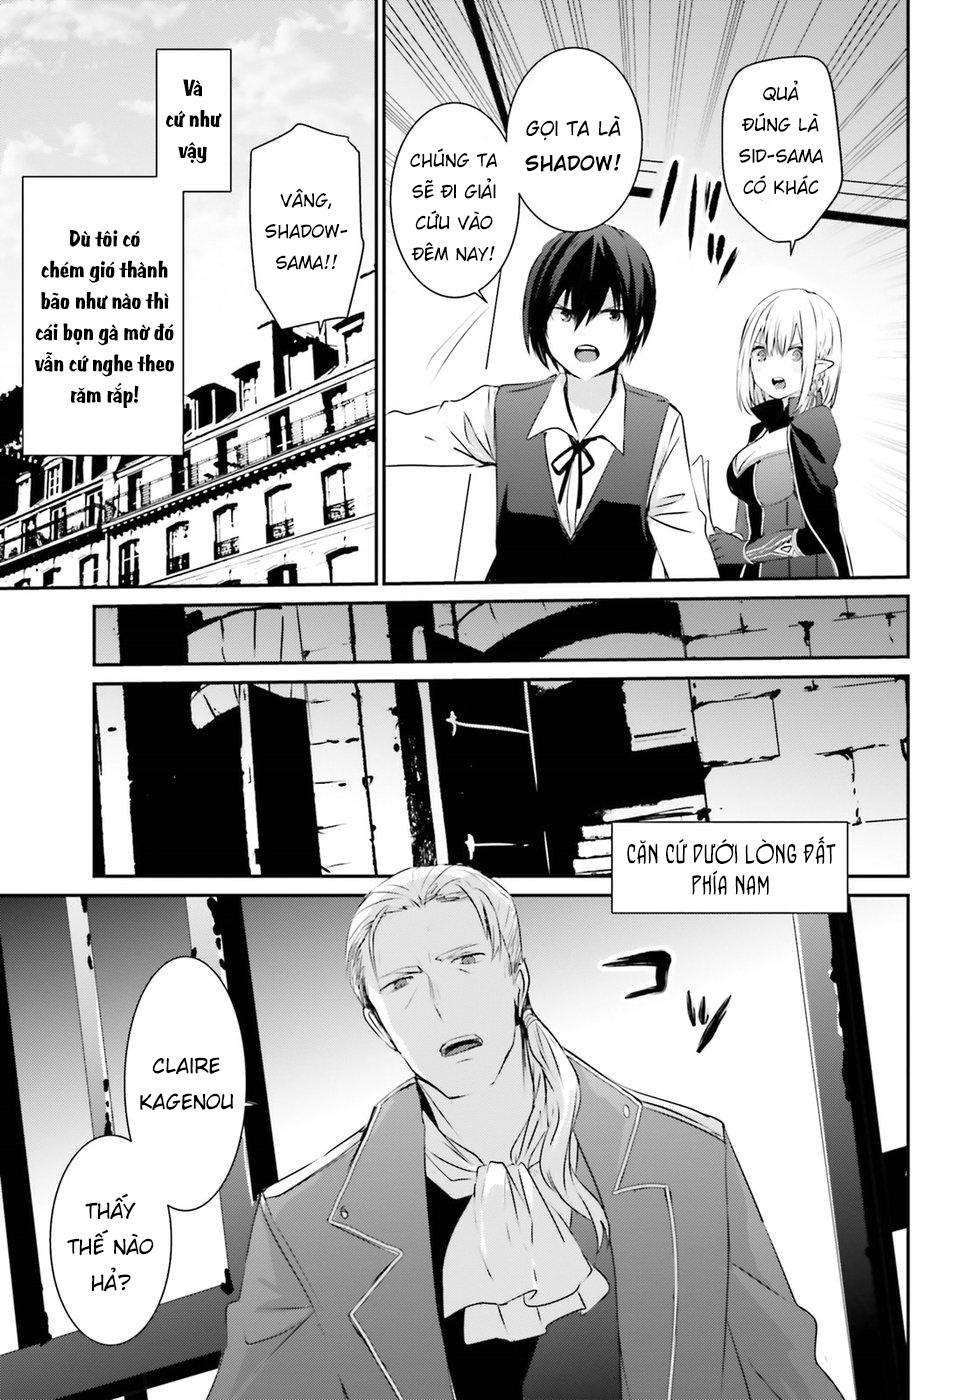 QUẢ
ĐÚNG LÀ
SID-SAMA
CÓ KHÁC
GỌI TA LÀ
SHADOW!
CHÚNG TA
SẼ ĐI GIẢI
CỨU VÀO
ĐÊM NAY!
VÂNG,
SHADOW-
SAMA!!
Và
cứ như
vậy
Dù tôi có
chém gió thành
bão như nào thì
cái bọn gà mờ đó
vẫn cứ nghe theo
răm rắp!
CĂN CỨ DƯỚI LÒNG ĐẤT
PHÍA NAM
コッ
CLAIRE
KAGENOU
THẤY
THẾ NÀO
HẢ?